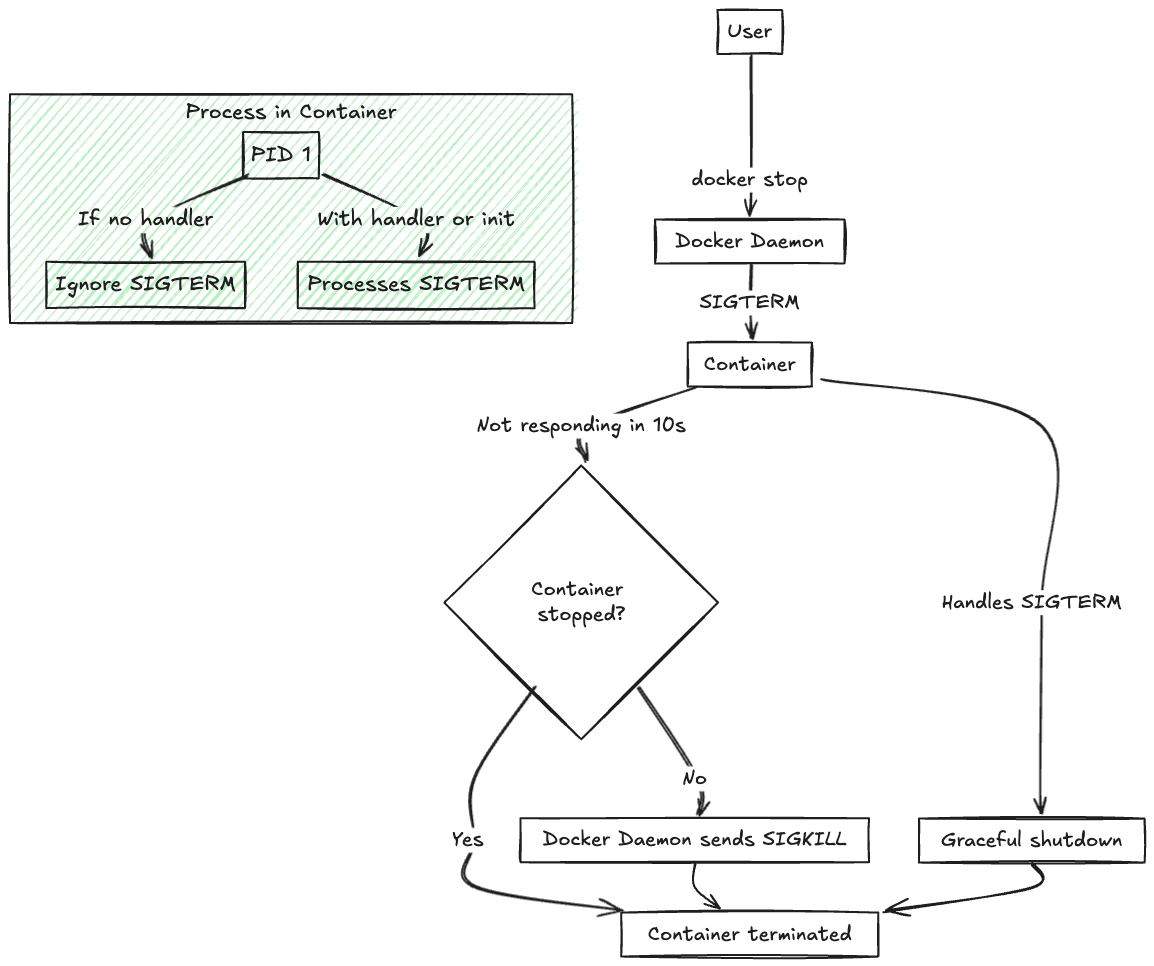 User
Process in Container
PID 1
docker stop
If no handler
With handler or init
Docker Daemon
Ignore SIGTERM
Processes SIGTERM
SIGTERM
Container
Not responding in 10s
Container
stopped?
Handles SIGTERM
No
Yes
Docker Daemon sends SIGKILL
Graceful shutdown
Container terminated